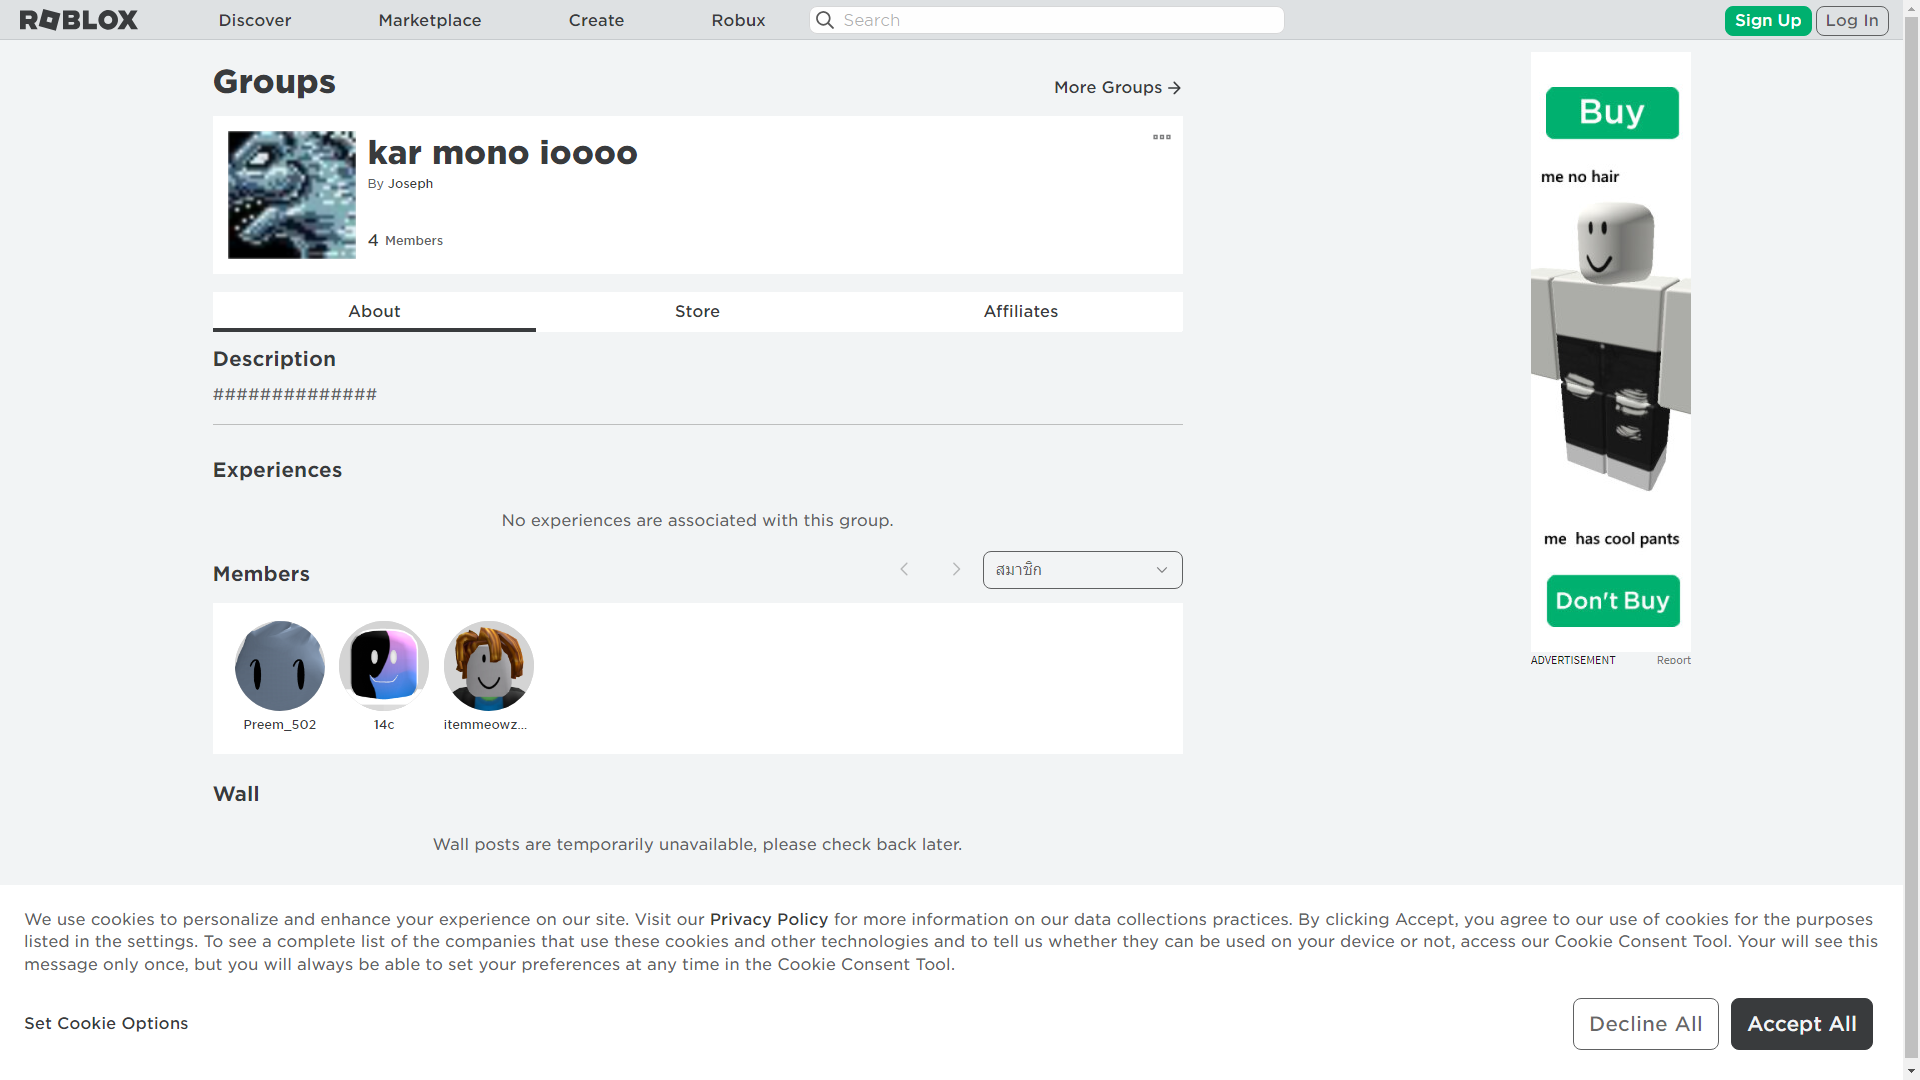 ROBLOX
Discover
Marketplace
Create
Robux
Search
Sign Up
Log In
Groups
More Groups
kar mono ioooo
By Joseph
4 Members
About
Store
Affiliates
Description
##############
Experiences
No experiences are associated with this group.
Members
สมาชิก
Preem_502
14c
itemmeowz...
Wall
Wall posts are temporarily unavailable, please check back later.
Buy
me no hair
me has cool pants
Don't Buy
ADVERTISEMENT
Report
We use cookies to personalize and enhance your experience on our site. Visit our Privacy Policy for more information on our data collections practices. By clicking Accept, you agree to our use of cookies for the purposes
listed in the settings. To see a complete list of the companies that use these cookies and other technologies and to tell us whether they can be used on your device or not, access our Cookie Consent Tool. Your will see this
message only once, but you will always be able to set your preferences at any time in the Cookie Consent Tool.
Set Cookie Options
Decline All
Accept All